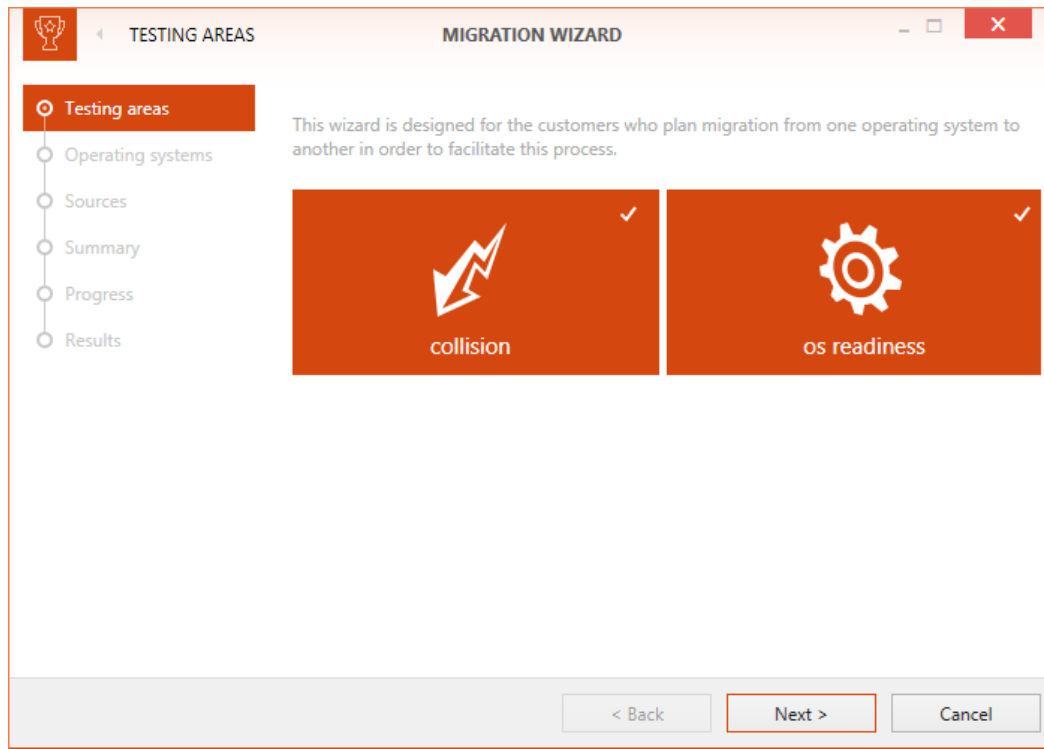 TESTING AREAS
MIGRATION WIZARD
Testing areas
Operating systems
Sources
Summary
Progress
Results
This wizard is designed for the customers who plan migration from one operating system to
another in order to facilitate this process.
collision
os readiness
< Back
Next >
Cancel